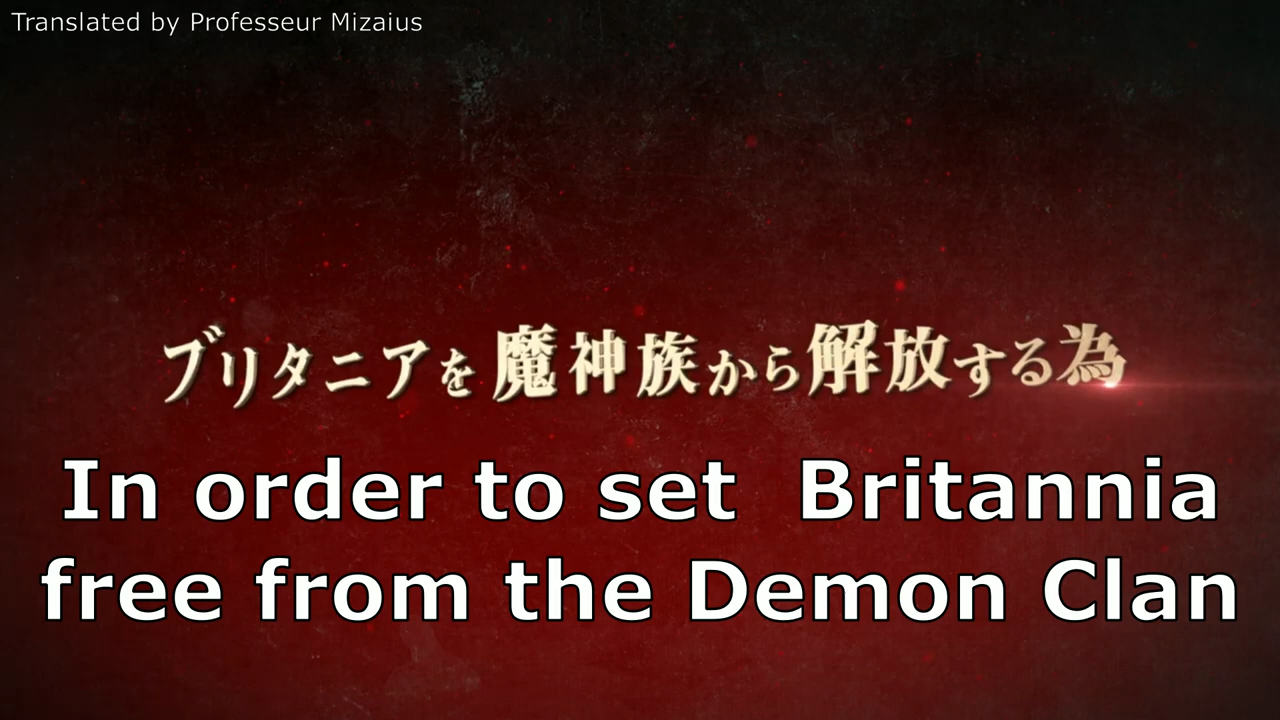 Translated by Professeur Mizaius
ブリタニアを魔神族から解放する為
In order to set  Britannia
free from the Demon Clan